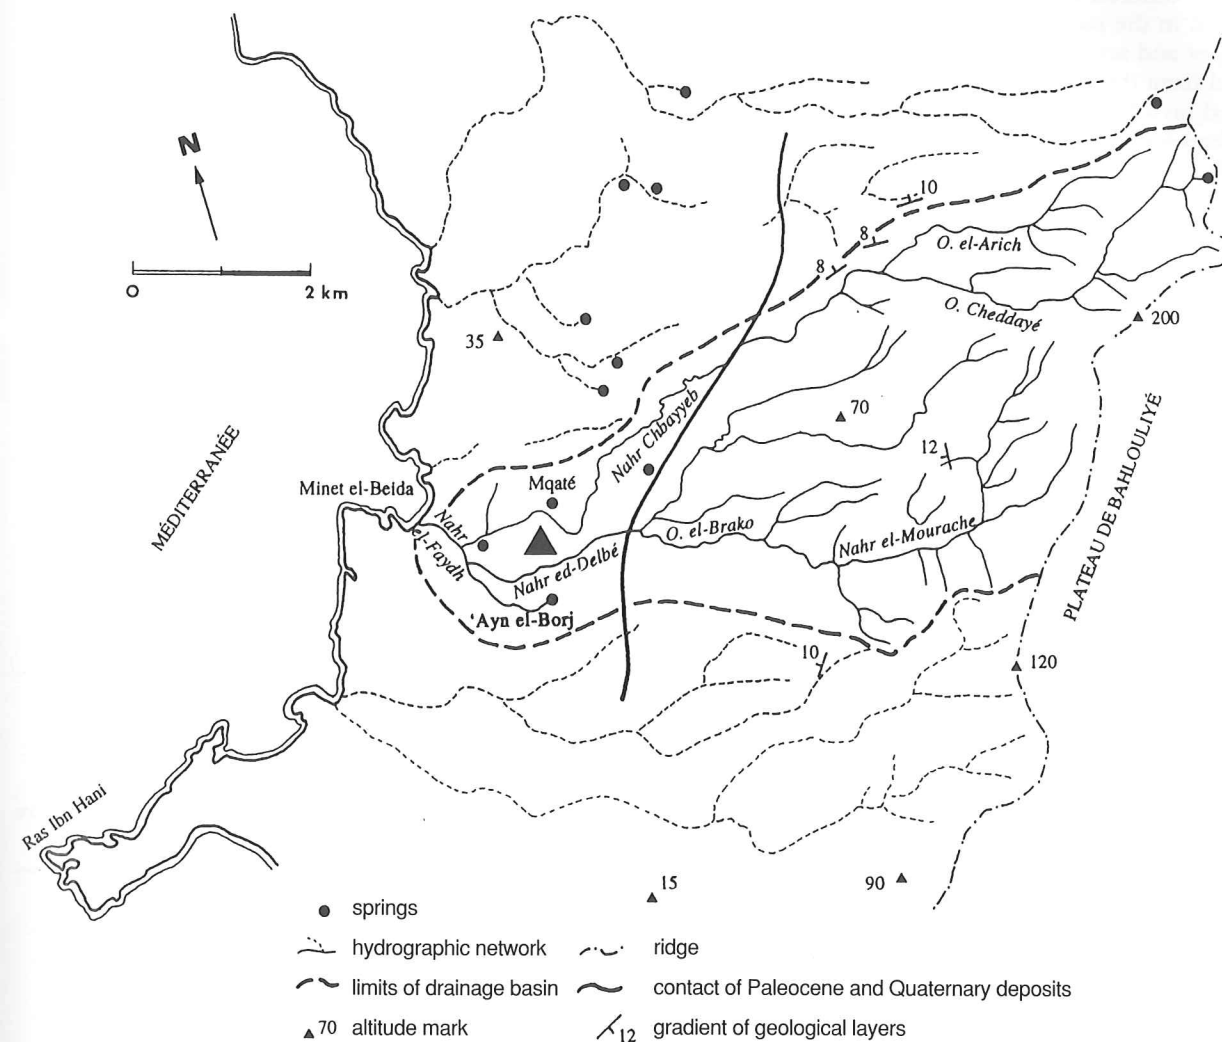 N
0
2 km
10
8
8
O. el-Arich
O. Cheddayé
200
35
70
12
Nahr Chbayyeb
PLATEAU DE BAHLOULIYÉ
MÉDITERRANÉE
Minet el-Beida
Mqaté
Nahr
el-Faydh
O. el-Brako
Nahr el-Mourache
Nahr ed-Delbé
'Ayn el-Borj
10
120
Ras Ibn Hani
15
90
springs
hydrographic network
ridge
limits of drainage basin
contact of Paleocene and Quaternary deposits
70 altitude mark
12 gradient of geological layers